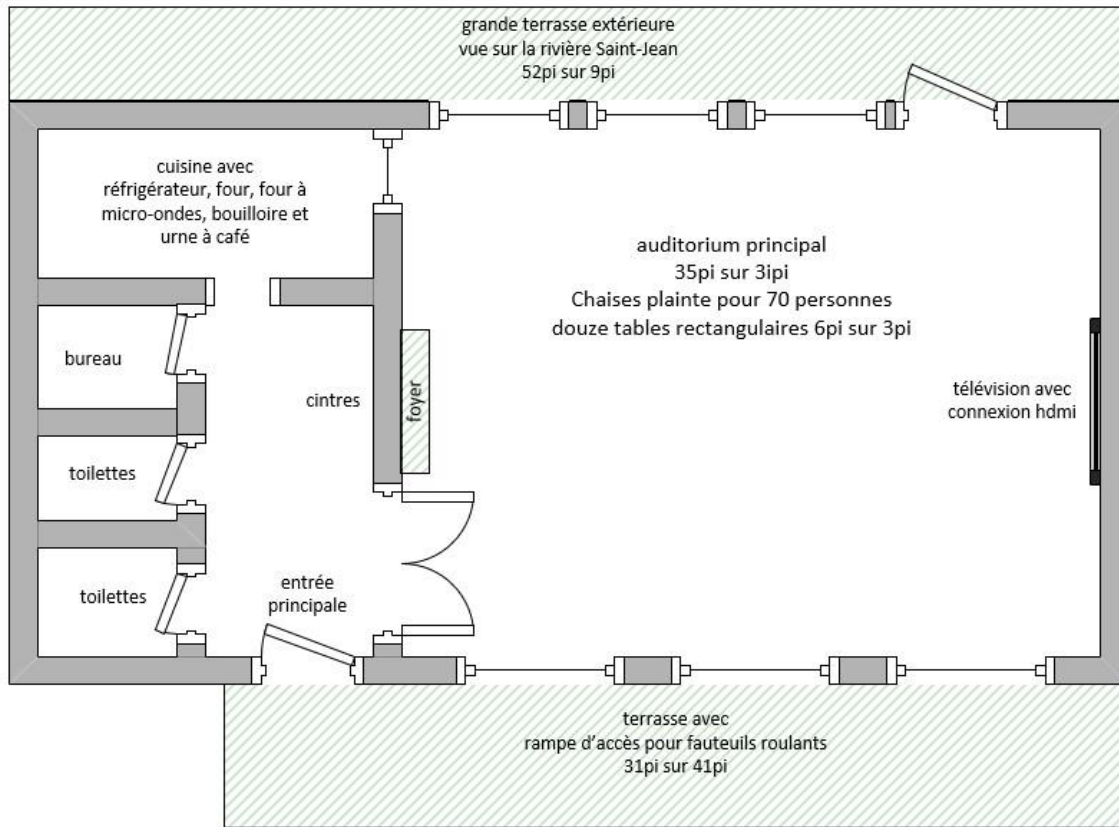 grande terrasse extérieure
vue sur la rivière Saint-Jean
52pi sur 9pi
cuisine avec
réfrigérateur, four, four à
micro-ondes, bouilloire et
urne à café
auditorium principal
35pi sur 3ipi
Chaises plainte pour 70 personnes
douze tables rectangulaires 6pi sur 3pi
bureau
cintres
foyer
télévision avec
connexion hdmi
toilettes
toilettes
entrée
principale
terrasse avec
rampe d'accès pour fauteuils roulants
31pi sur 41pi